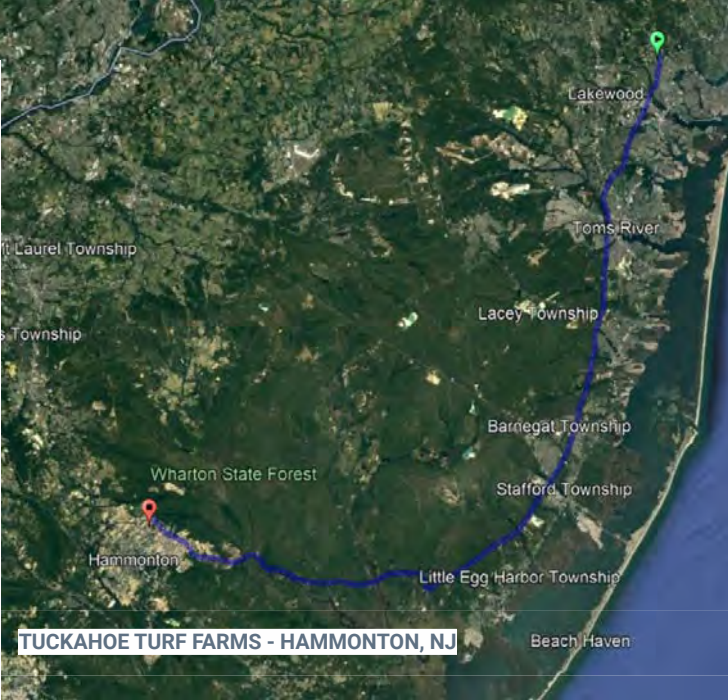 Lakewood
Toms River
t Laurel Township
Lacey Township
s Township
Barnegat Township
Wharton State Forest
Stafford Township
Hammonton
Little Egg Harbor Township
TUCKAHOE TURF FARMS - HAMMONTON, NJ
Beach Haven